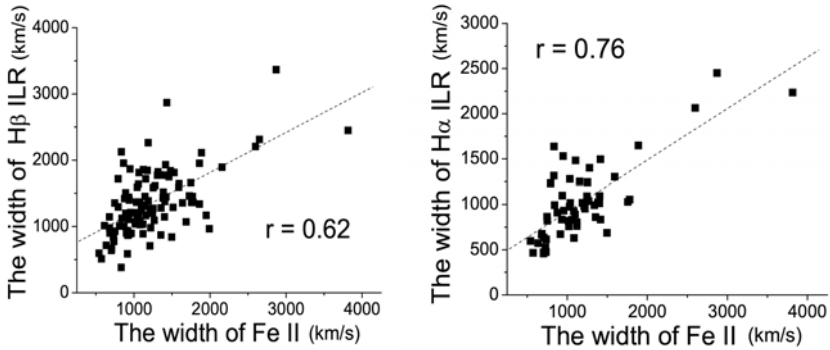 The width of Hβ ILR (km/s)
4000
3000
2000
1000
0
r = 0.62
1000 2000 3000 4000
The width of Fe II (km/s)
The width of Hα ILR (km/s)
3000
2500
2000
1500
1000
500
0
r = 0.76
1000 2000 3000 4000
The width of Fe II (km/s)